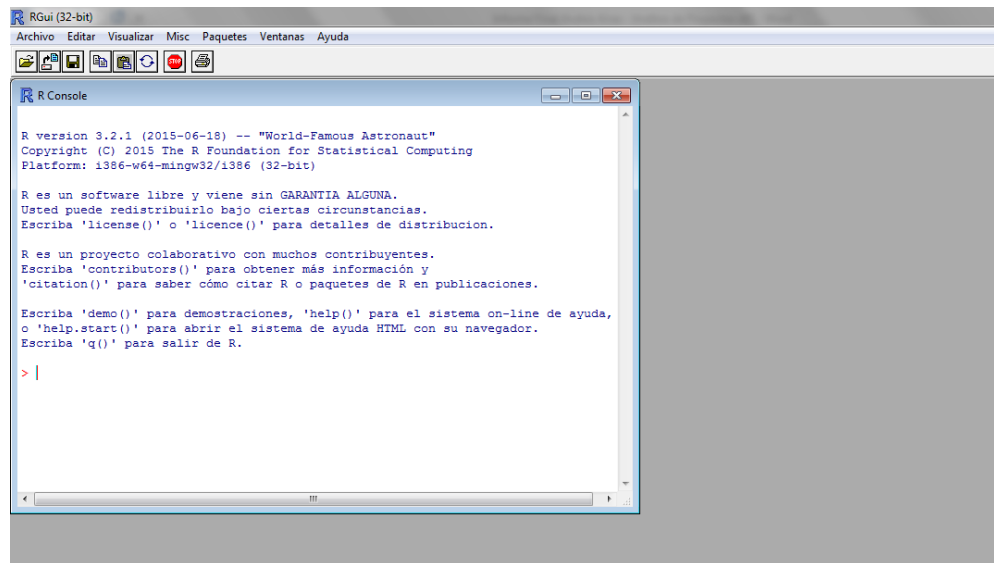 RGui (32-bit)
Archivo Editar Visualizar Misc Paquetes Ventanas Ayuda
STOP
R Console
R version 3.2.1 (2015-06-18) -- "World-Famous Astronaut"
Copyright (C) 2015 The R Foundation for Statistical Computing
Platform: i386-w64-mingw32/i386 (32-bit)
R es un software libre y viene sin GARANTIA ALGUNA.
Usted puede redistribuirlo bajo ciertas circunstancias.
Escriba 'license()' o 'licence()' para detalles de distribucion.
R es un proyecto colaborativo con muchos contribuyentes.
Escriba 'contributors()' para obtener más información y
'citation()' para saber cómo citar R o paquetes de R en publicaciones.
Escriba 'demo()' para demostraciones, 'help()' para el sistema on-line de ayuda,
o 'help.start()' para abrir el sistema de ayuda HTML con su navegador.
Escriba 'q()' para salir de R.
>